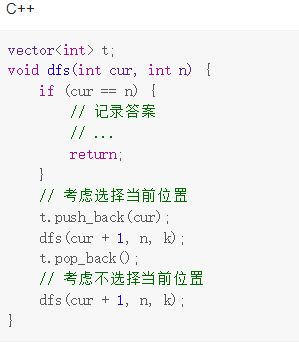 C++
vector<int> t;
void dfs(int cur, int n) {
    if (cur == n) {
        // 记录答案
        // ...
        return;
    }
    // 考虑选择当前位置
    t.push_back(cur);
    dfs(cur + 1, n, k);
    t.pop_back();
    // 考虑不选择当前位置
    dfs(cur + 1, n, k);
}